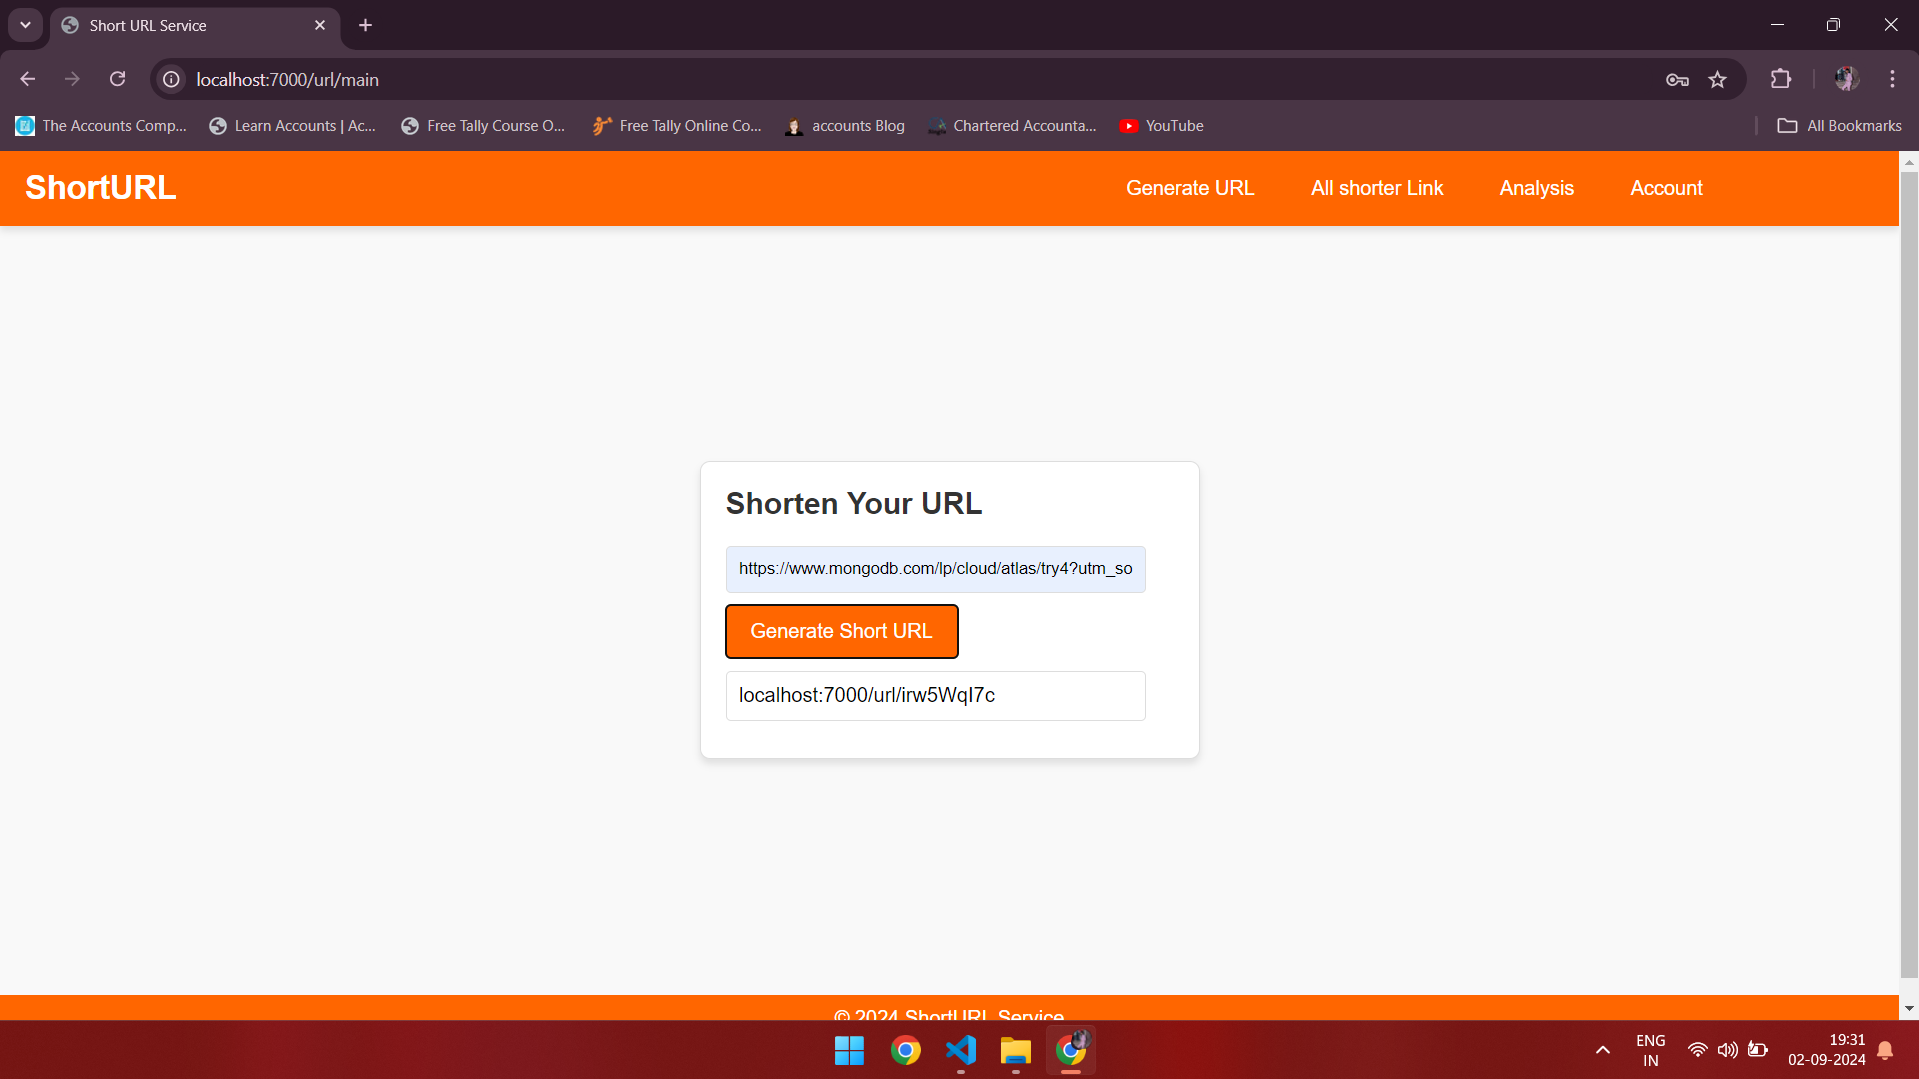 Short URL Service
localhost:7000/url/main
The Accounts Comp...
Learn Accounts | Ac...
Free Tally Course O...
Free Tally Online Co...
accounts Blog
Chartered Accounta...
YouTube
All Bookmarks
ShortURL
Generate URL
All shorter Link
Analysis
Account
Shorten Your URL
https://www.mongodb.com/lp/cloud/atlas/try4?utm_so
Generate Short URL
localhost:7000/url/irw5WqI7c
© 2024 ShortURL Service
ENG
IN
19:31
02-09-2024